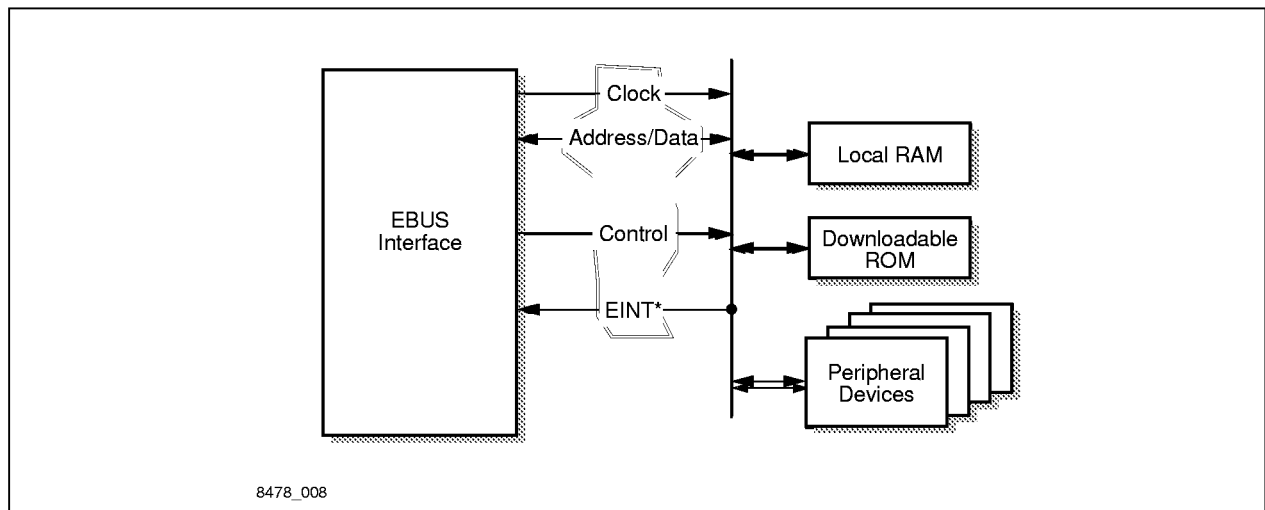 EBUS
Interface
Clock
Address/Data
Control
EINT*
Local RAM
Downloadable
ROM
Peripheral
Devices
8478_008